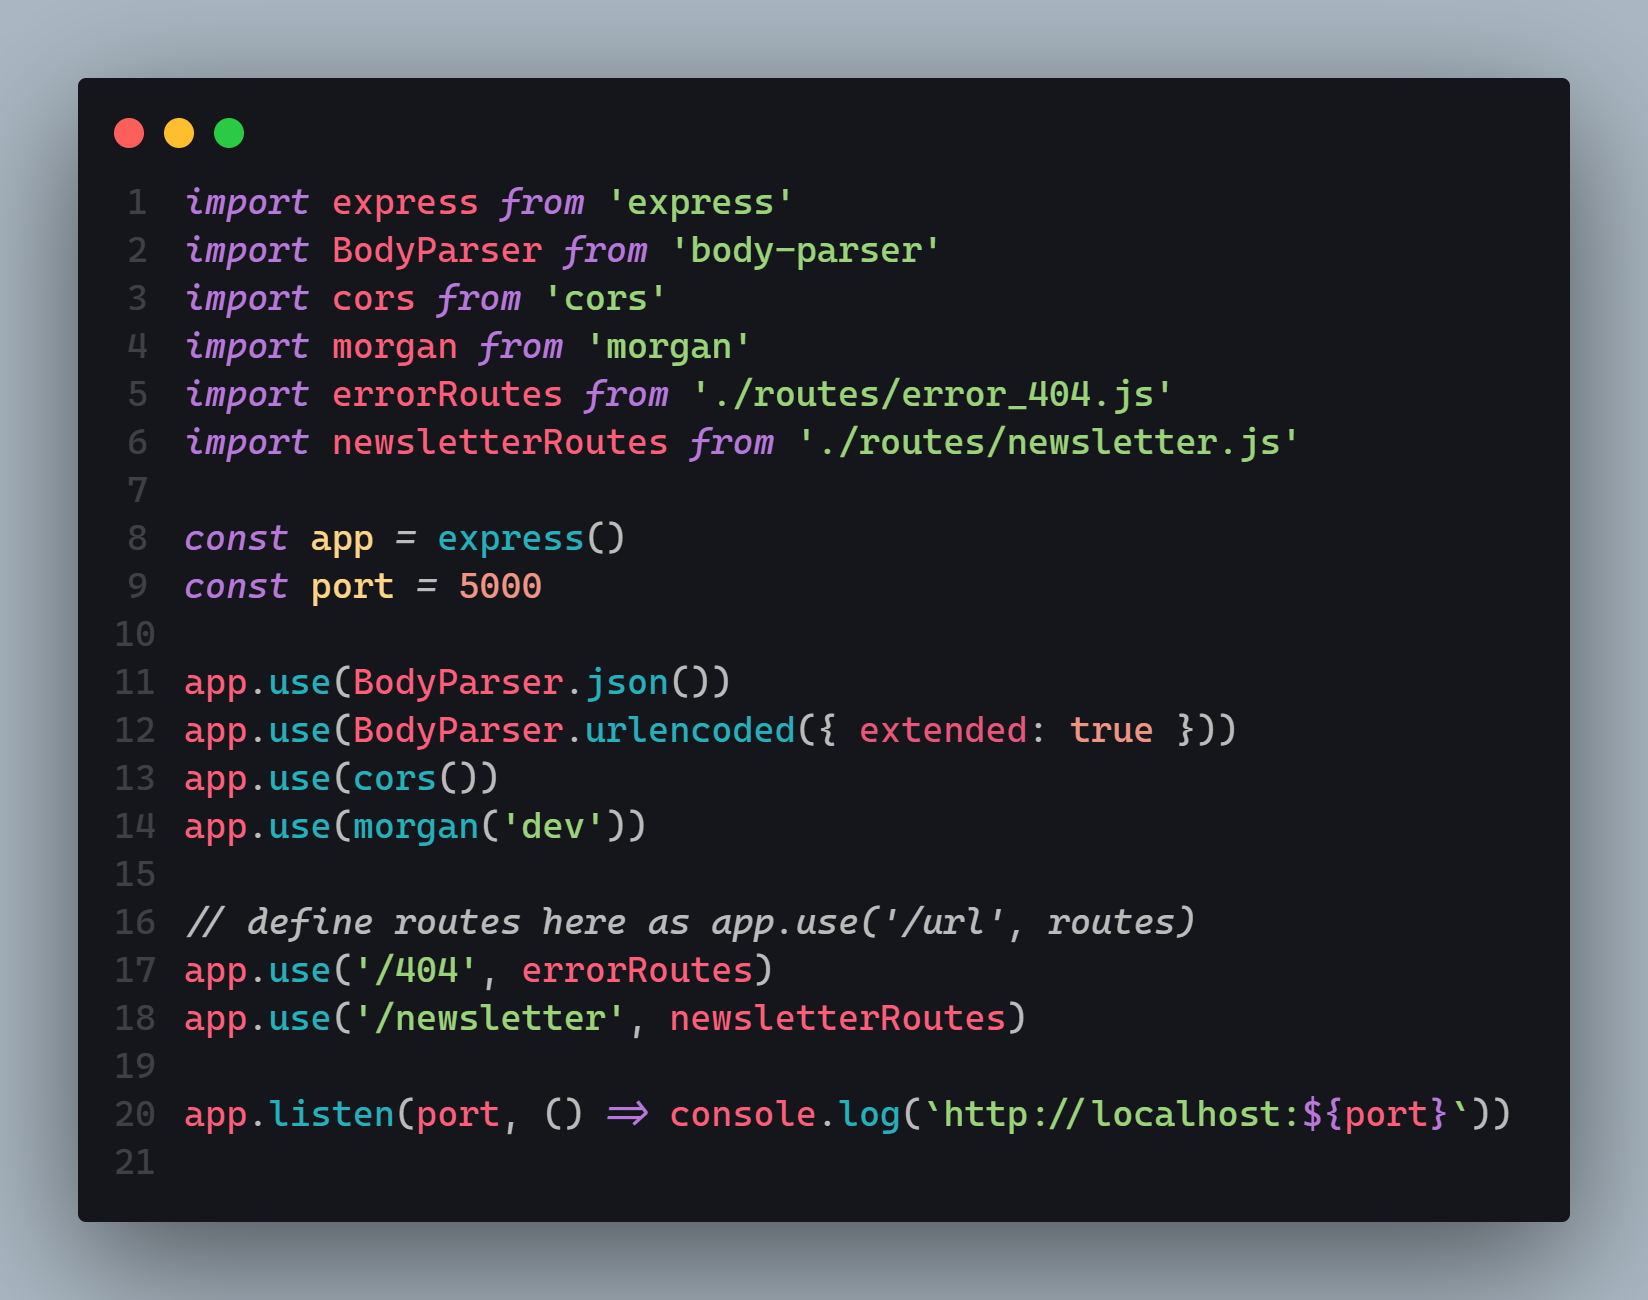 1 import express from 'express'
2 import BodyParser from 'body-parser'
3 import cors from 'cors'
4 import morgan from 'morgan'
5 import errorRoutes from './routes/error_404.js'
6 import newsletterRoutes from './routes/newsletter.js'
7
8 const app = express()
9 const port = 5000
10
11 app.use(BodyParser.json())
12 app.use(BodyParser.urlencoded({ extended: true }))
13 app.use(cors())
14 app.use(morgan('dev'))
15
16 // define routes here as app.use('/url', routes)
17 app.use('/404', errorRoutes)
18 app.use('/newsletter', newsletterRoutes)
19
20 app.listen(port, () => console.log(`http://localhost:${port}`))
21